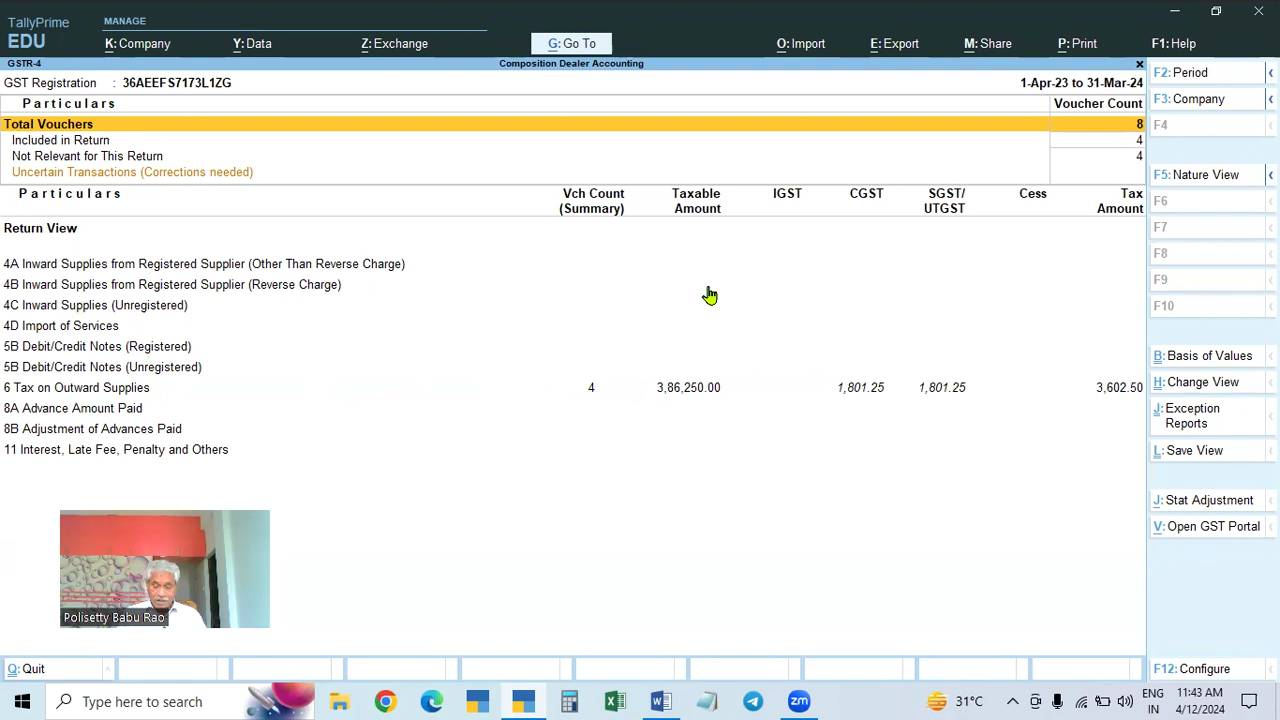 TallyPrime
EDU
MANAGE
K: Company
Y: Data
Z: Exchange
G: Go To
O: Import
E: Export
M: Share
P: Print
F1: Help
GSTR-4
Composition Dealer Accounting
GST Registration : 36AEEFS7173L1ZG
1-Apr-23 to 31-Mar-24
Particulars
Voucher Count
Total Vouchers 8
Included in Return 4
Not Relevant for This Return 4
Uncertain Transactions (Corrections needed)
Particulars
Vch Count
(Summary)
Taxable
Amount
IGST
CGST
SGST/
UTGST
Cess
Tax
Amount
Return View
4A Inward Supplies from Registered Supplier (Other Than Reverse Charge)
4B Inward Supplies from Registered Supplier (Reverse Charge)
4C Inward Supplies (Unregistered)
4D Import of Services
5B Debit/Credit Notes (Registered)
5B Debit/Credit Notes (Unregistered)
6 Tax on Outward Supplies 4 3,86,250.00 1,801.25 1,801.25 3,602.50
8A Advance Amount Paid
8B Adjustment of Advances Paid
11 Interest, Late Fee, Penalty and Others
F2: Period
F3: Company
F4
F5: Nature View
F6
F7
F8
F9
F10
B: Basis of Values
H: Change View
J: Exception
Reports
L: Save View
J: Stat Adjustment
V: Open GST Portal
F12: Configure
Polisetty Babu Rao
Q: Quit
Type here to search
31°C
ENG
IN
11:43 AM
4/12/2024